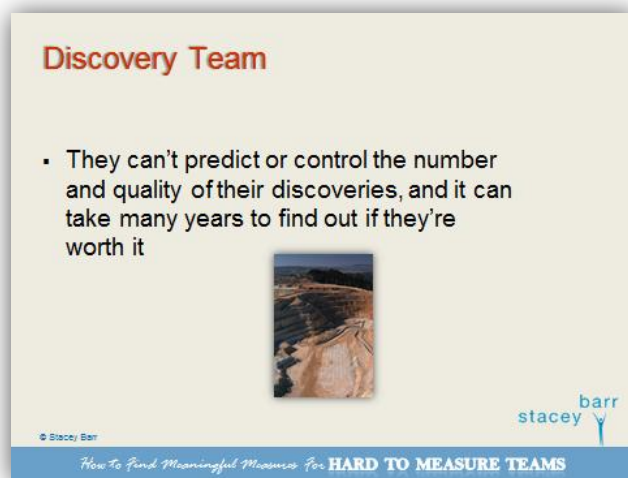 Discovery Team
▪ They can't predict or control the number
and quality of their discoveries, and it can
take many years to find out if they're
worth it
barr
stacey
© Stacey Barr
How to Find Meaningful Measures For HARD TO MEASURE TEAMS